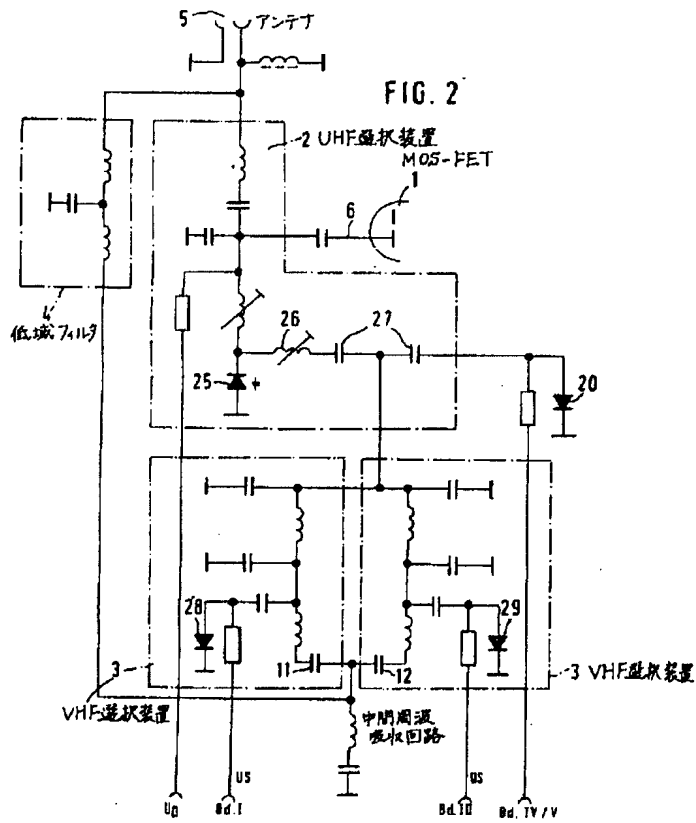 5 アンテナ
FIG. 2
2 UHF選択装置
MOS-FET
1
6
4
低域フィルタ
26
27
25
20
28
29
3
11
12
3 VHF選択装置
VHF選択装置
中間周波
吸収回路
US
US
Bd.I
Bd.III
Bd. IV/V